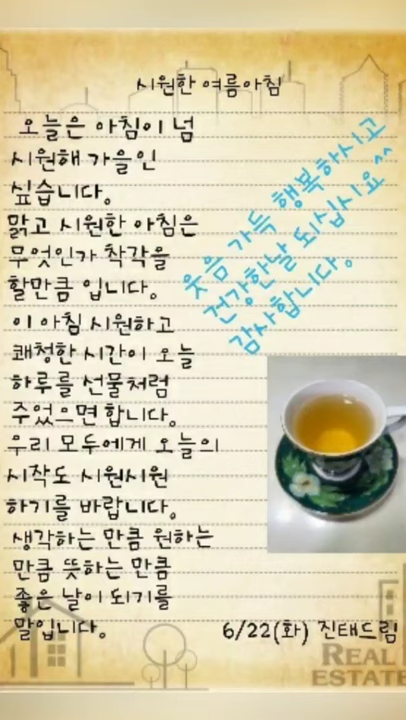 시원한 여름아침
오늘은 아침이 넘
시원해 가을인
싶습니다.
맑고 시원한 아침은
무엇인가 착각을
할만큼 입니다.
이 아침 시원하고
쾌청한 시간이 오늘
하루를 선물처럼
주었으면 합니다.
우리 모두에게 오늘의
시작도 시원시원
하기를 바랍니다.
생각하는 만큼 원하는
만큼 뜻하는 만큼
좋은 날이 되기를
말입니다.
웃음 가득 행복하시고
건강한날 되십시요^^
감사합니다.
6/22(화) 진태드림
REAL
ESTATE